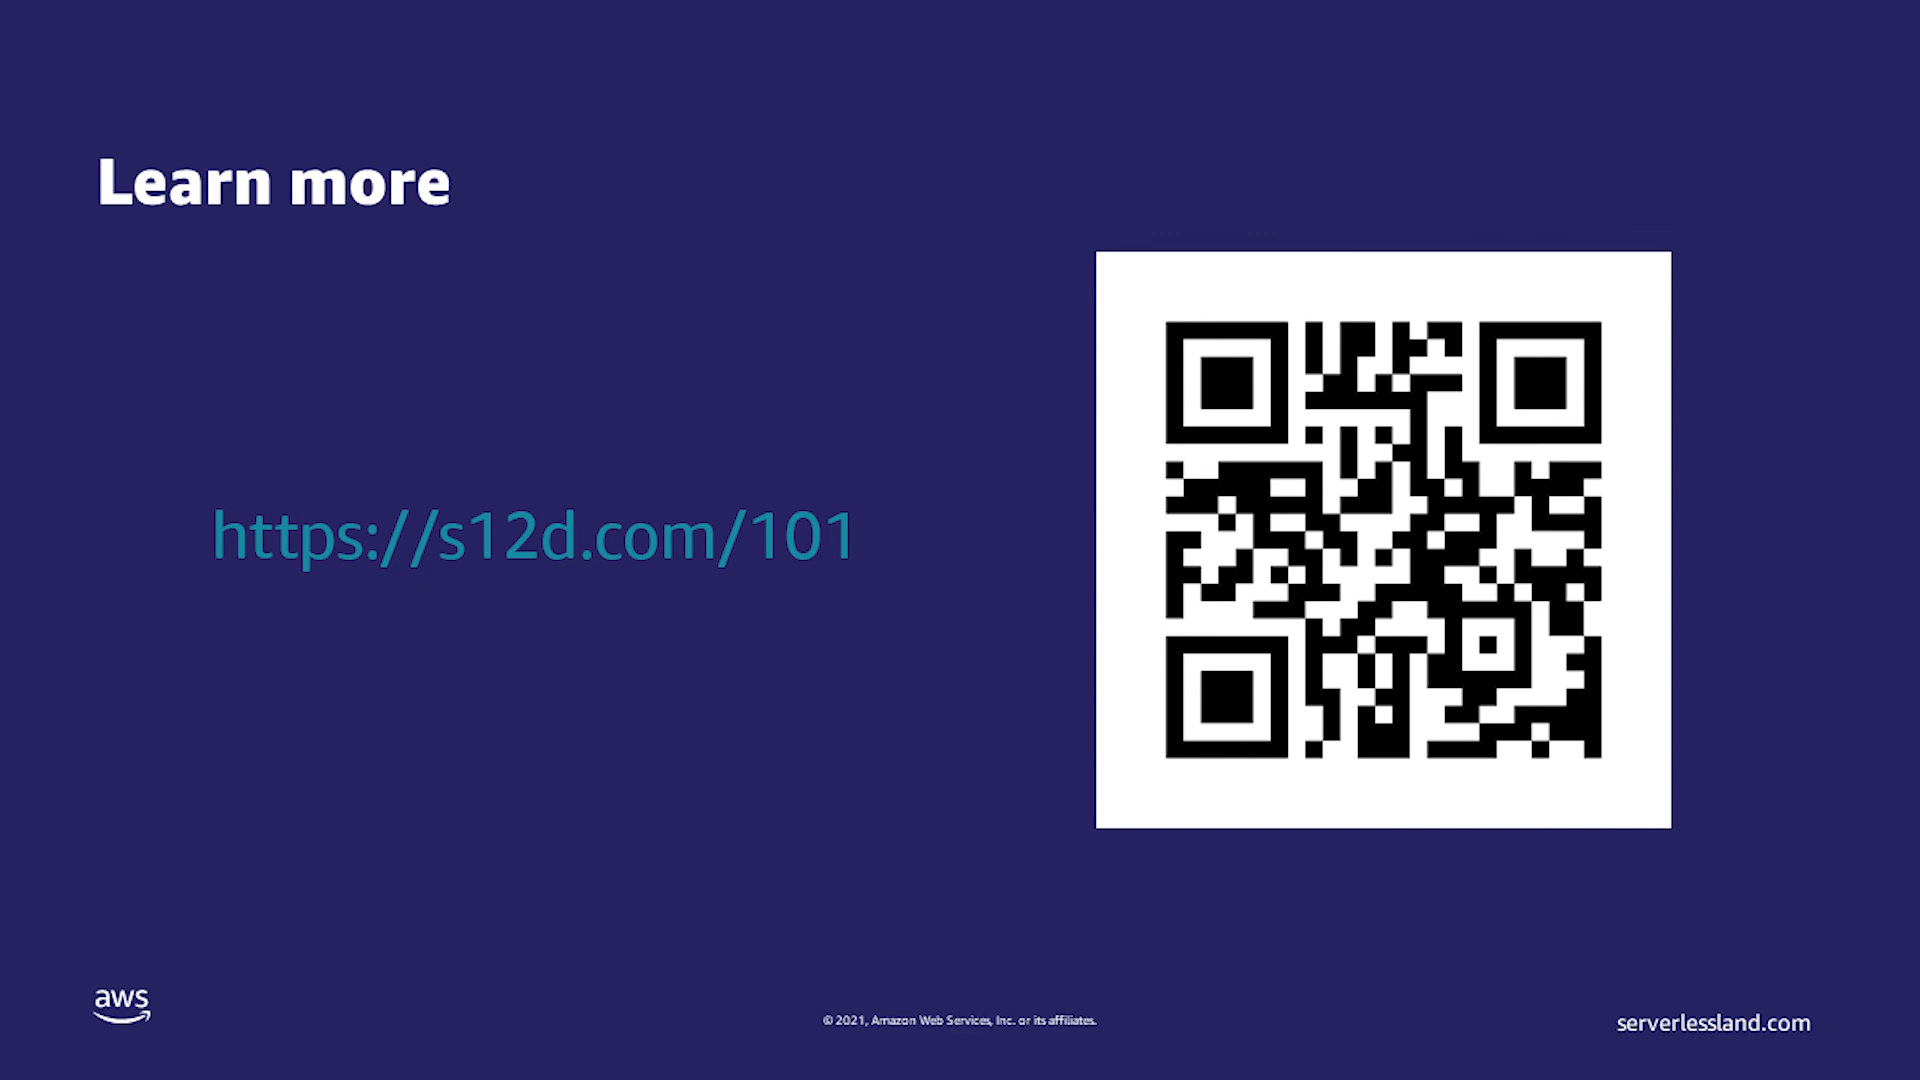 Learn more
https://s12d.com/101
aws
© 2021, Amazon Web Services, Inc. or its affiliates.
serverlessland.com